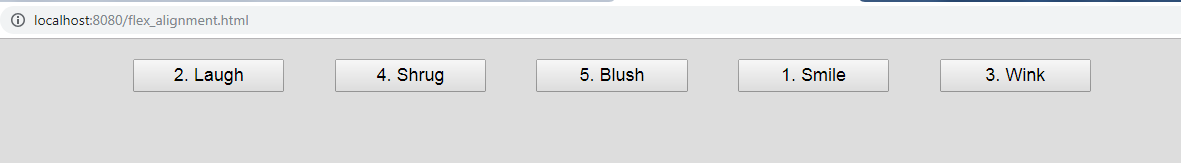 localhost:8080/flex_alignment.html
2. Laugh 4. Shrug 5. Blush 1. Smile 3. Wink